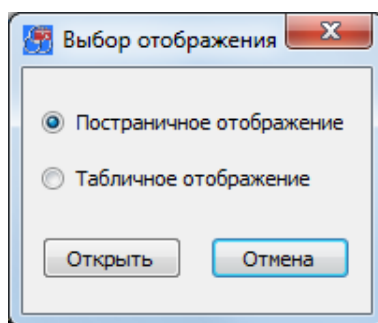 Выбор отображения
Постраничное отображение
Табличное отображение
Открыть Отмена